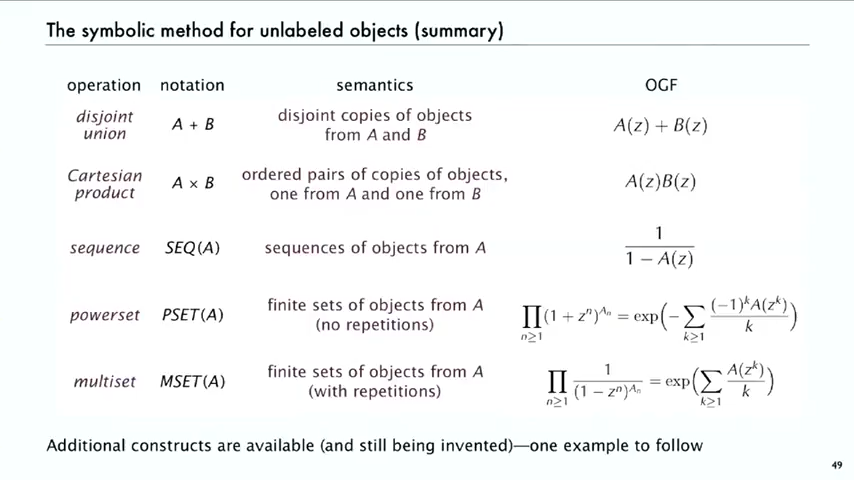 The symbolic method for unlabeled objects (summary)
operation notation semantics OGF
disjoint union A + B disjoint copies of objects from A and B A(z) + B(z)
Cartesian product A × B ordered pairs of copies of objects, one from A and one from B A(z)B(z)
sequence SEQ(A) sequences of objects from A 1 / (1 − A(z))
powerset PSET(A) finite sets of objects from A (no repetitions) ∏_{n≥1} (1 + z^n)^{A_n} = exp(−∑_{k≥1} (−1)^k A(z^k) / k)
multiset MSET(A) finite sets of objects from A (with repetitions) ∏_{n≥1} 1 / (1 − z^n)^{A_n} = exp(∑_{k≥1} A(z^k) / k)
Additional constructs are available (and still being invented)—one example to follow
49